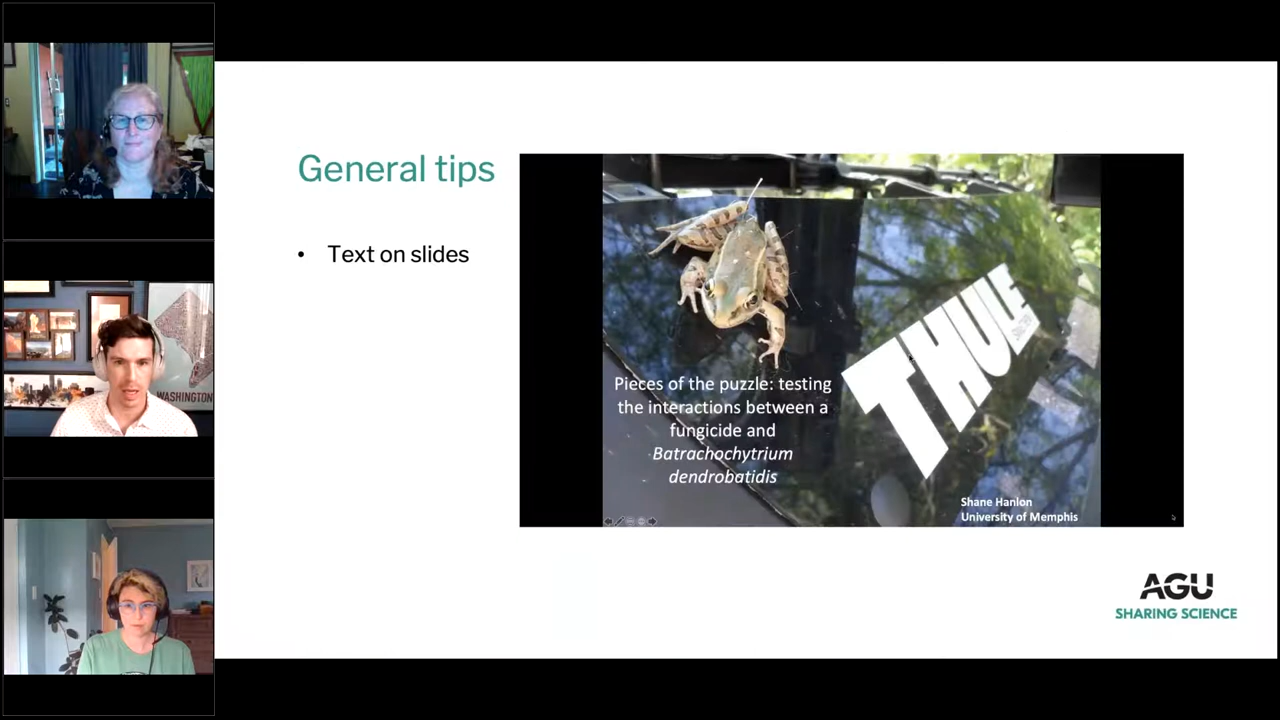 General tips
• Text on slides
THULE
Pieces of the puzzle: testing
the interactions between a
fungicide and
Batrachochytrium
dendrobatidis
Shane Hanlon
University of Memphis
WASHINGTON
AGU
SHARING SCIENCE